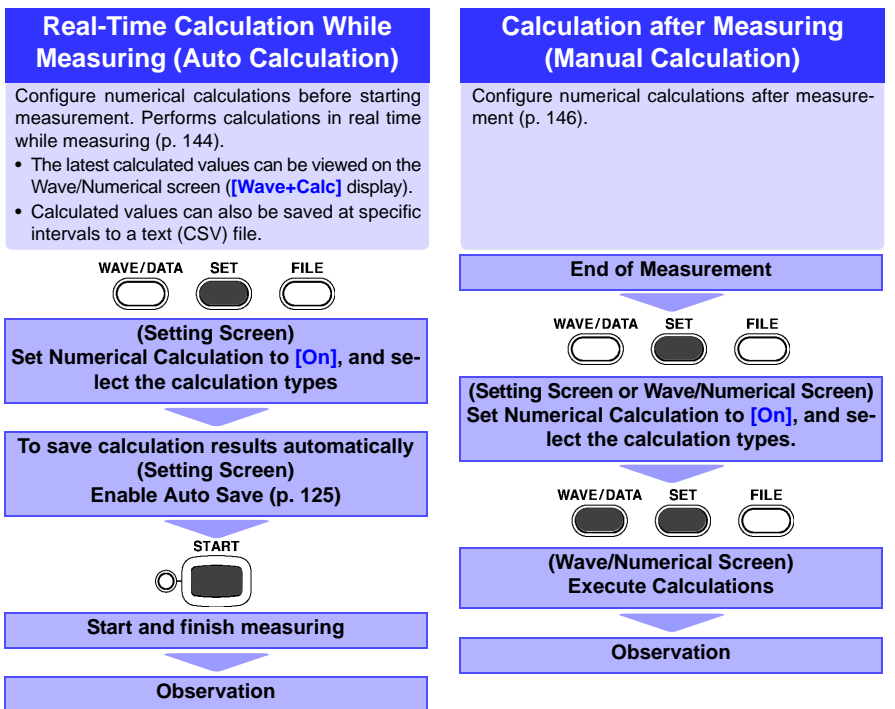 Real-Time Calculation While
Measuring (Auto Calculation)
Configure numerical calculations before starting
measurement. Performs calculations in real time
while measuring (p. 144).
• The latest calculated values can be viewed on the
Wave/Numerical screen ([Wave+Calc] display).
• Calculated values can also be saved at specific
intervals to a text (CSV) file.
WAVE/DATA SET FILE
(Setting Screen)
Set Numerical Calculation to [On], and se-
lect the calculation types
To save calculation results automatically
(Setting Screen)
Enable Auto Save (p. 125)
START
Start and finish measuring
Observation
Calculation after Measuring
(Manual Calculation)
Configure numerical calculations after measure-
ment (p. 146).
End of Measurement
WAVE/DATA SET FILE
(Setting Screen or Wave/Numerical Screen)
Set Numerical Calculation to [On], and se-
lect the calculation types.
WAVE/DATA SET FILE
(Wave/Numerical Screen)
Execute Calculations
Observation